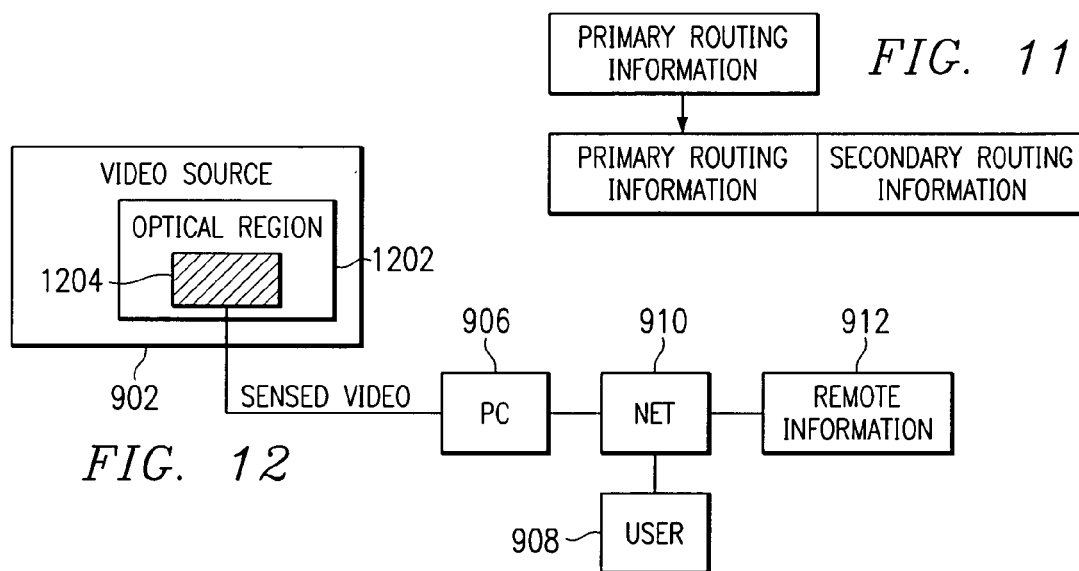 PRIMARY ROUTING
INFORMATION
FIG. 11
PRIMARY ROUTING
INFORMATION
SECONDARY ROUTING
INFORMATION
VIDEO SOURCE
OPTICAL REGION
1204
1202
902
SENSED VIDEO
906
PC
910
NET
912
REMOTE
INFORMATION
908
USER
FIG. 12